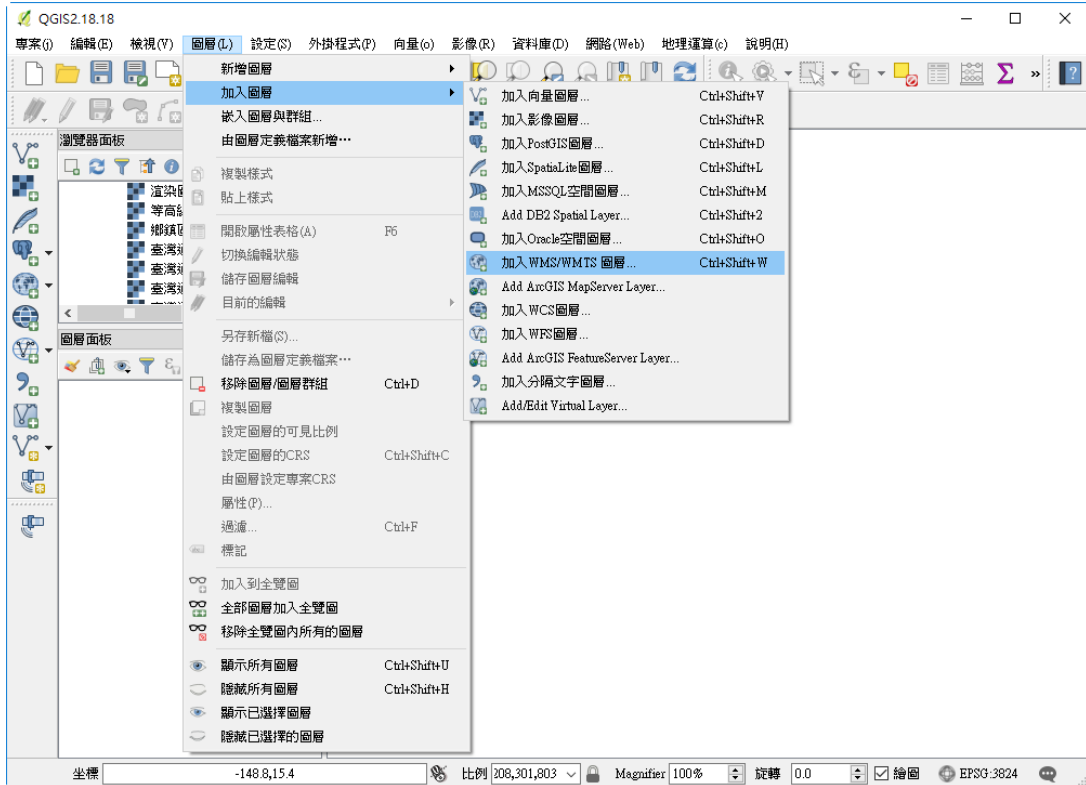 QGIS2.18.18
專案(j) 編輯(E) 檢視(V) 圖層(L) 設定(S) 外掛程式(P) 向量(o) 影像(R) 資料庫(D) 網路(Web) 地理運算(c) 說明(H)
新增圖層
加入圖層
嵌入圖層與群組...
由圖層定義檔案新增…
複製樣式
貼上樣式
開啟屬性表格(A) F6
切換編輯狀態
儲存圖層編輯
目前的編輯
另存新檔(S)...
儲存為圖層定義檔案…
移除圖層/圖層群組 Ctrl+D
複製圖層
設定圖層的可見比例
設定圖層的CRS Ctrl+Shift+C
由圖層設定專案CRS
屬性(P)...
過濾... Ctrl+F
標記
加入到全覽圖
全部圖層加入全覽圖
移除全覽圖內所有的圖層
顯示所有圖層 Ctrl+Shift+U
隱藏所有圖層 Ctrl+Shift+H
顯示已選擇圖層
隱藏已選擇的圖層
加入向量圖層... Ctrl+Shift+V
加入影像圖層... Ctrl+Shift+R
加入PostGIS圖層... Ctrl+Shift+D
加入SpatiaLite圖層... Ctrl+Shift+L
加入MSSQL空間圖層... Ctrl+Shift+M
Add DB2 Spatial Layer... Ctrl+Shift+2
加入Oracle空間圖層... Ctrl+Shift+O
加入WMS/WMTS 圖層... Ctrl+Shift+W
Add ArcGIS MapServer Layer...
加入WCS圖層...
加入WFS圖層...
Add ArcGIS FeatureServer Layer...
加入分隔文字圖層...
Add/Edit Virtual Layer...
瀏覽器面板
渲染
等高
鄉鎮
臺灣
臺灣
臺灣
圖層面板
坐標 -148.8,15.4 比例 208,301,803 Magnifier 100% 旋轉 0.0 繪圖 EPSG:3824